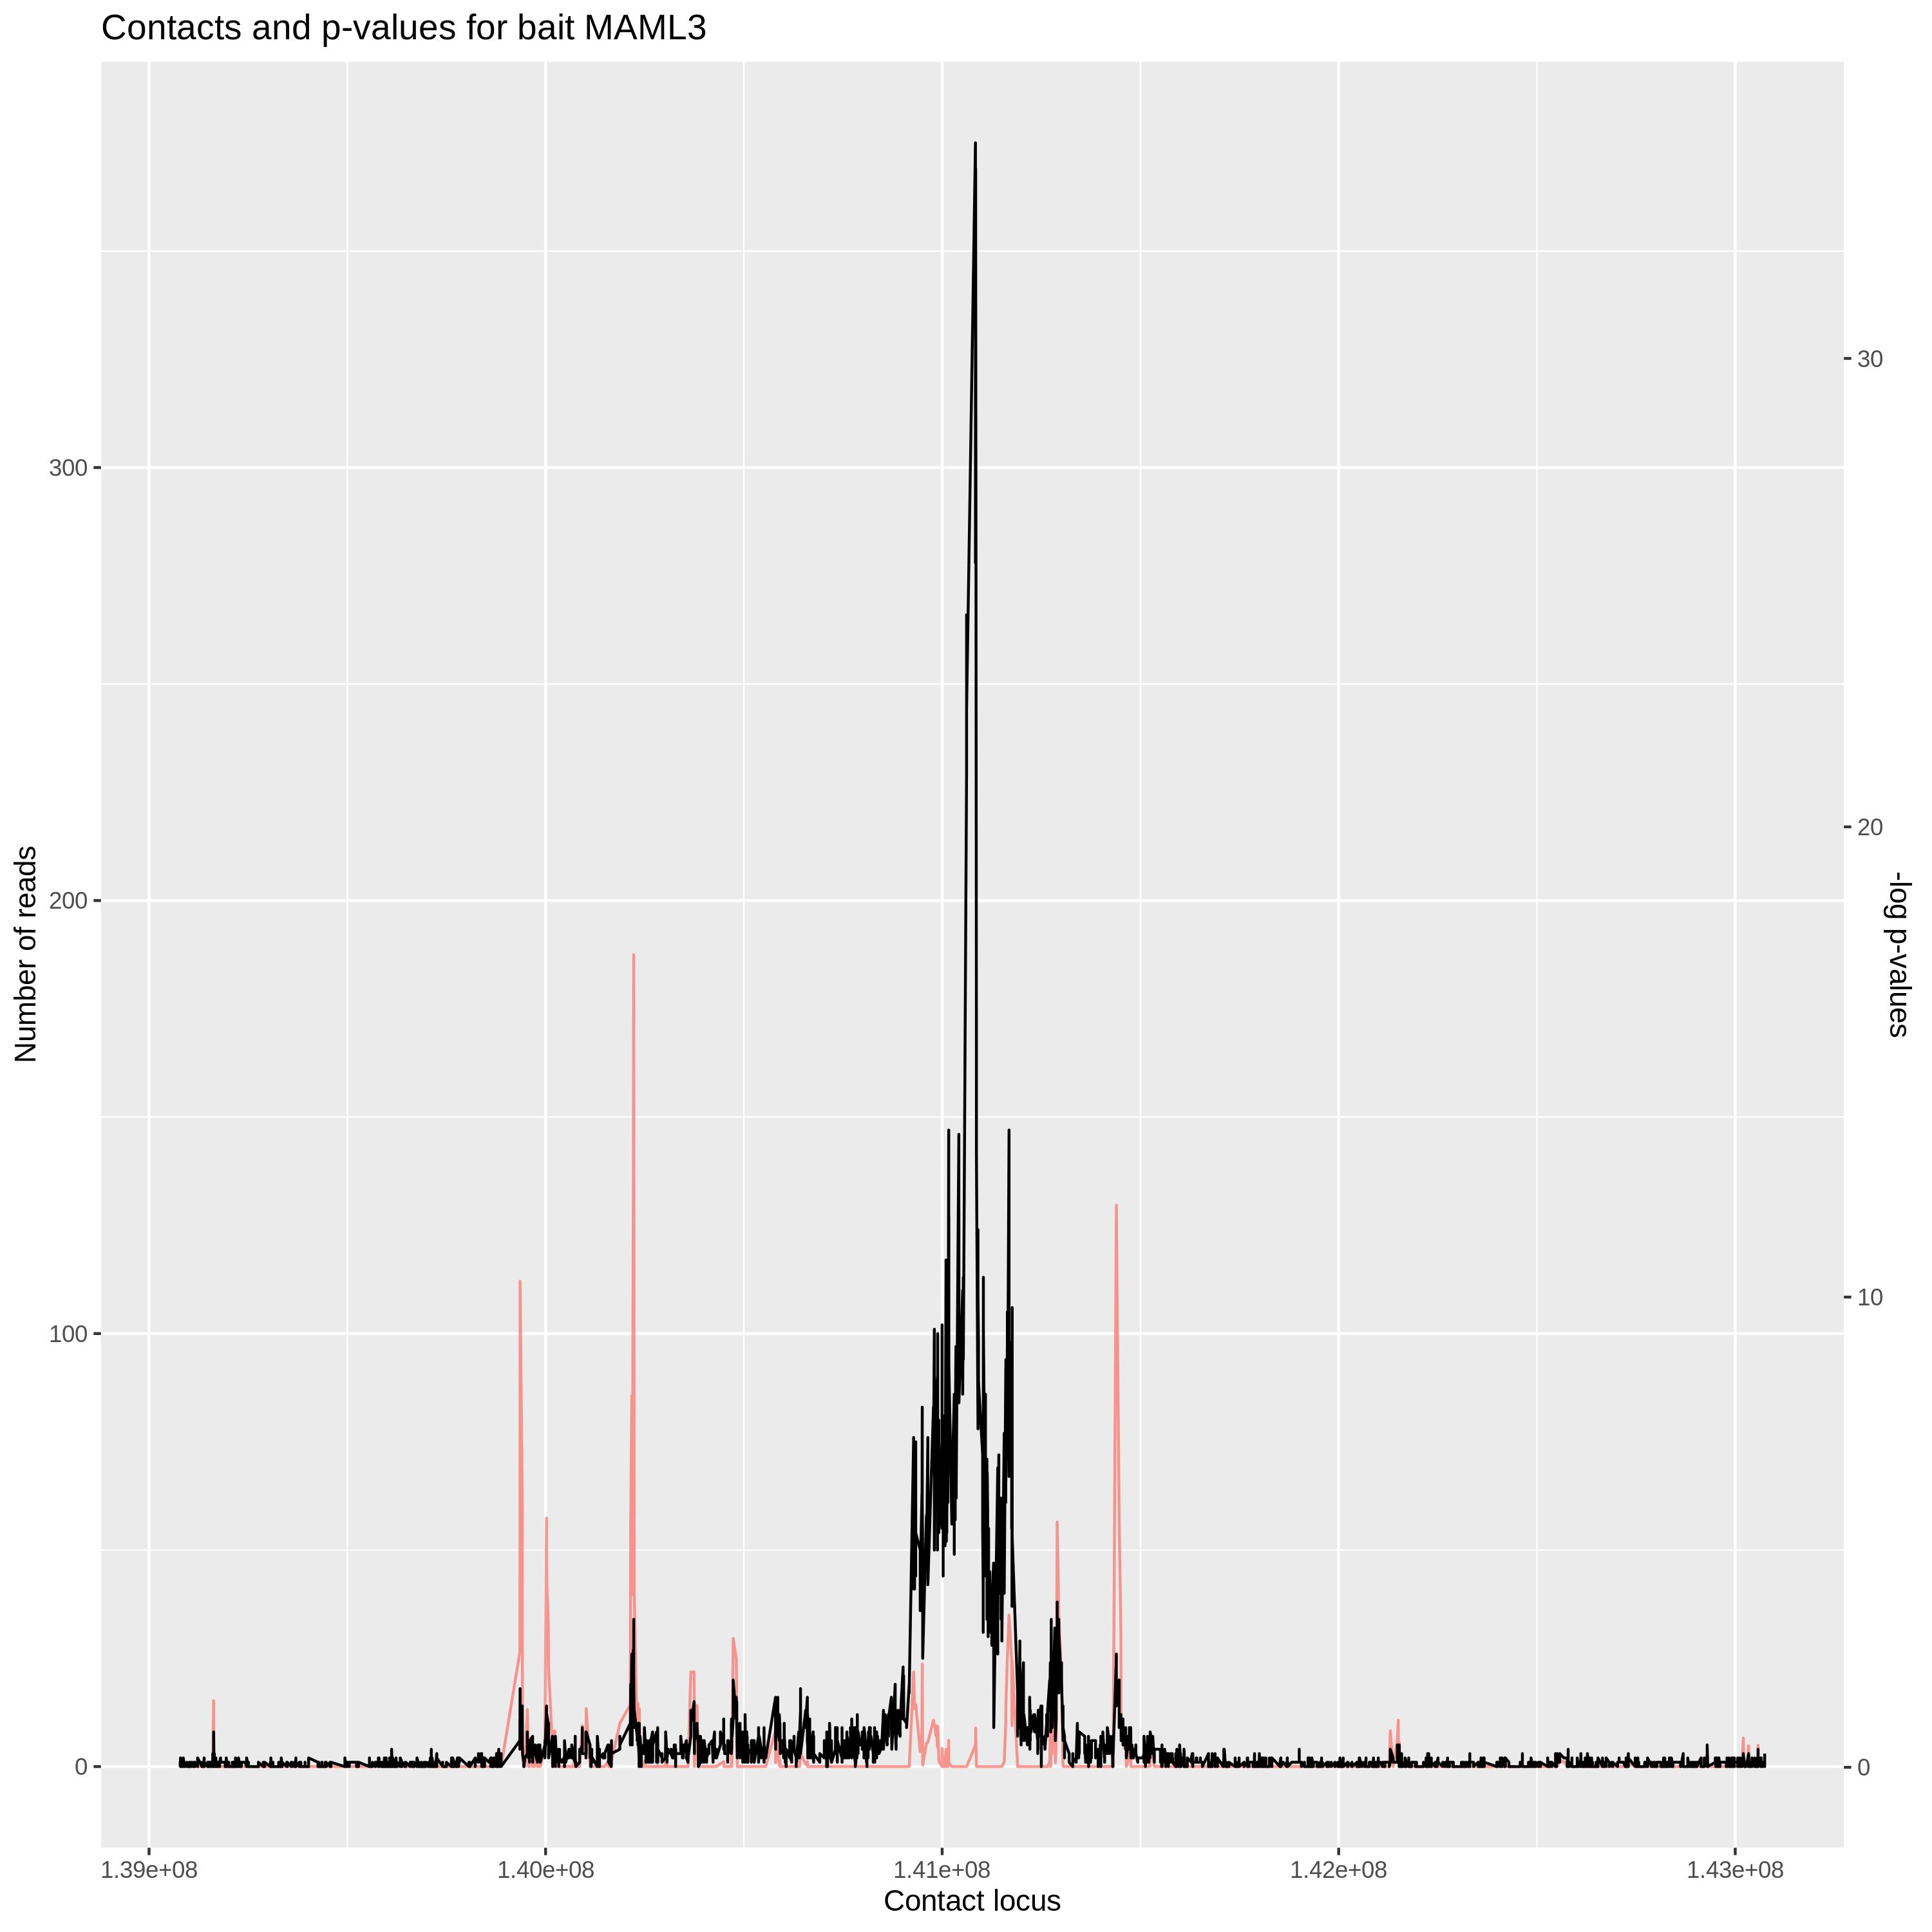 Contacts and p-values for bait MAML3
Number of reads
300
200
100
0
30
20
10
0
-log p-values
1.39e+08
1.40e+08
1.41e+08
1.42e+08
1.43e+08
Contact locus